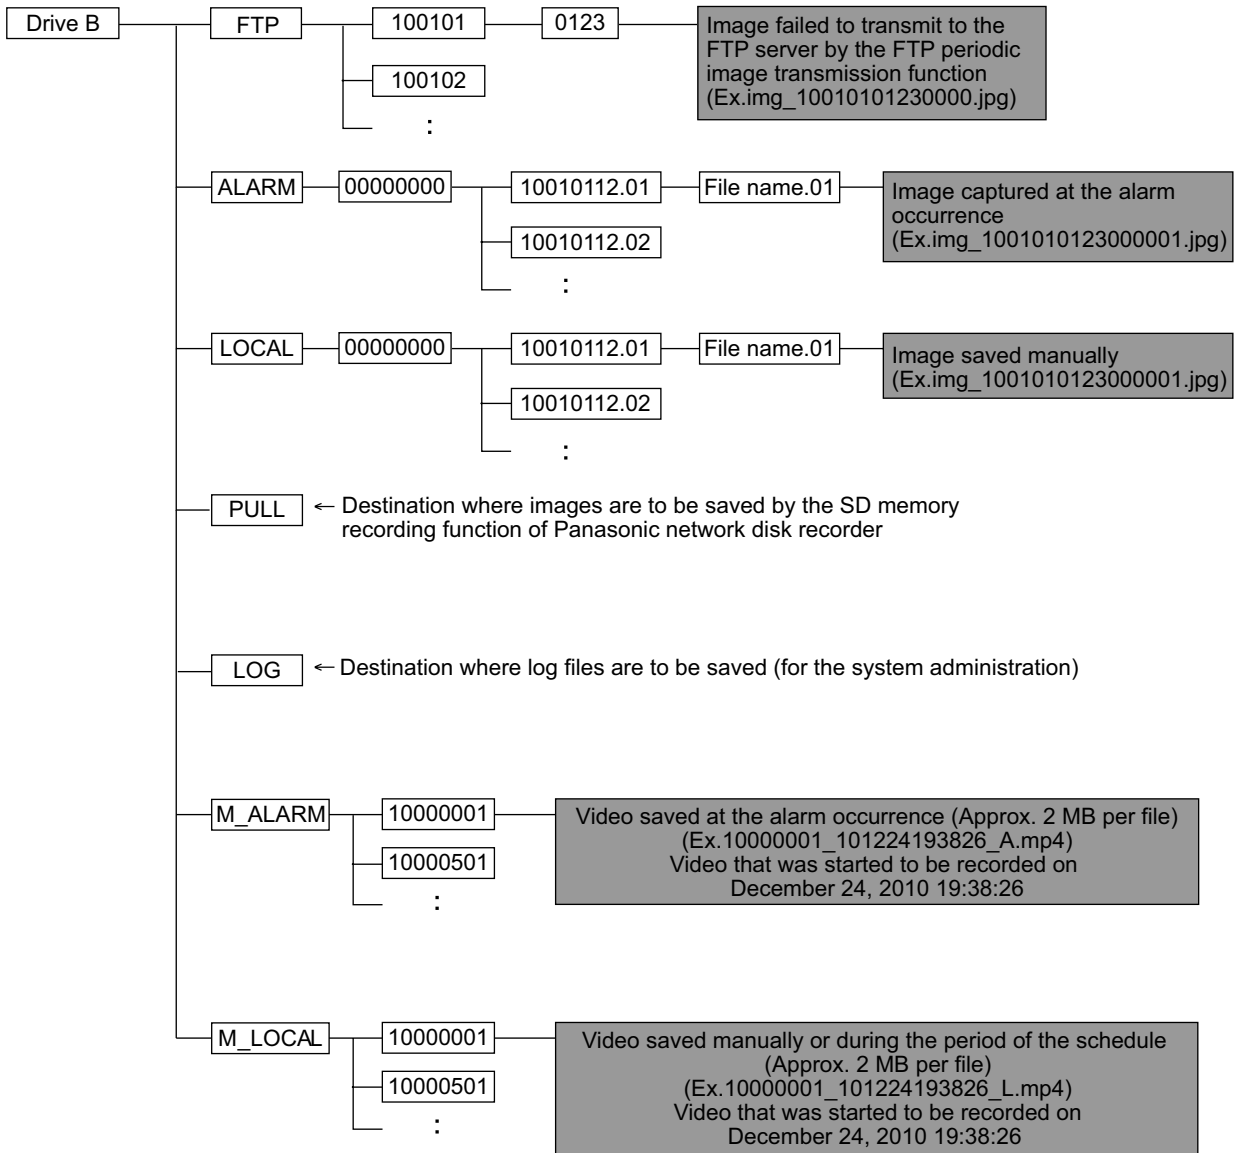 Drive B
FTP
100101
0123
Image failed to transmit to the
FTP server by the FTP periodic
image transmission function
(Ex.img_10010101230000.jpg)
100102
:
ALARM
00000000
10010112.01
File name.01
Image captured at the alarm
occurrence
(Ex.img_1001010123000001.jpg)
10010112.02
:
LOCAL
00000000
10010112.01
File name.01
Image saved manually
(Ex.img_1001010123000001.jpg)
10010112.02
:
PULL
← Destination where images are to be saved by the SD memory
recording function of Panasonic network disk recorder
LOG
← Destination where log files are to be saved (for the system administration)
M_ALARM
10000001
Video saved at the alarm occurrence (Approx. 2 MB per file)
(Ex.10000001_101224193826_A.mp4)
Video that was started to be recorded on
December 24, 2010 19:38:26
10000501
:
M_LOCAL
10000001
Video saved manually or during the period of the schedule
(Approx. 2 MB per file)
(Ex.10000001_101224193826_L.mp4)
Video that was started to be recorded on
December 24, 2010 19:38:26
10000501
: